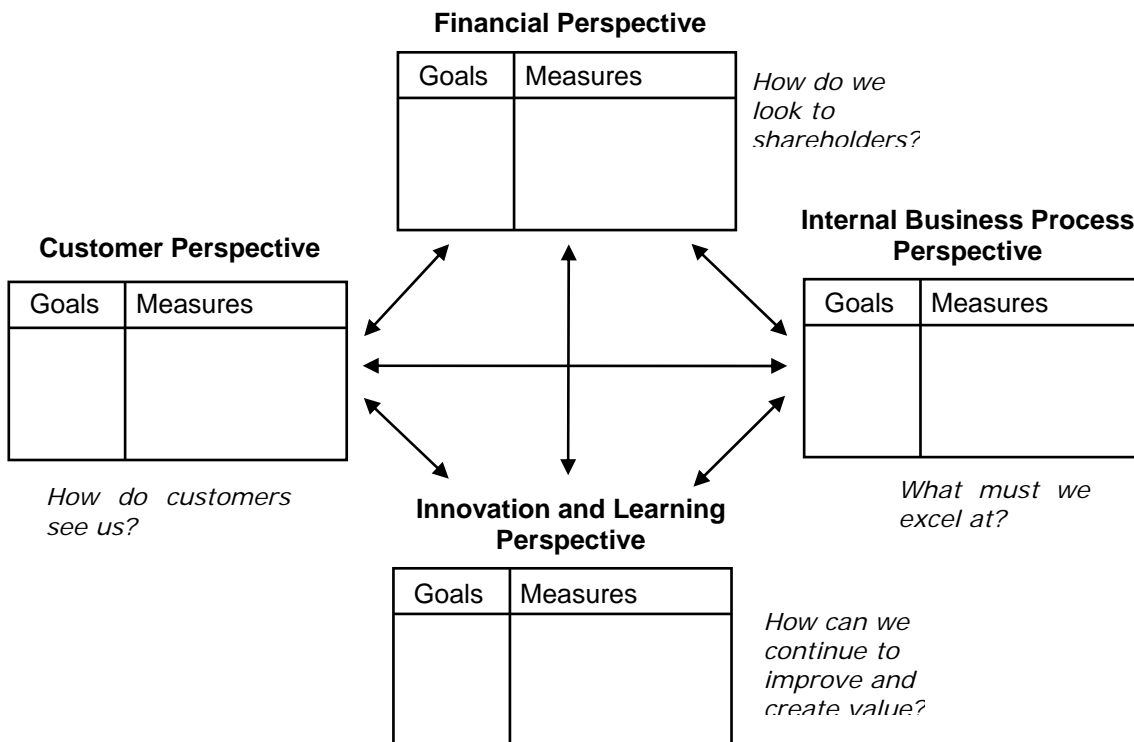 Financial Perspective
Goals Measures
How do we
look to
shareholders?
Customer Perspective
Goals Measures
How do customers
see us?
Internal Business Process
Perspective
Goals Measures
What must we
excel at?
Innovation and Learning
Perspective
Goals Measures
How can we
continue to
improve and
create value?